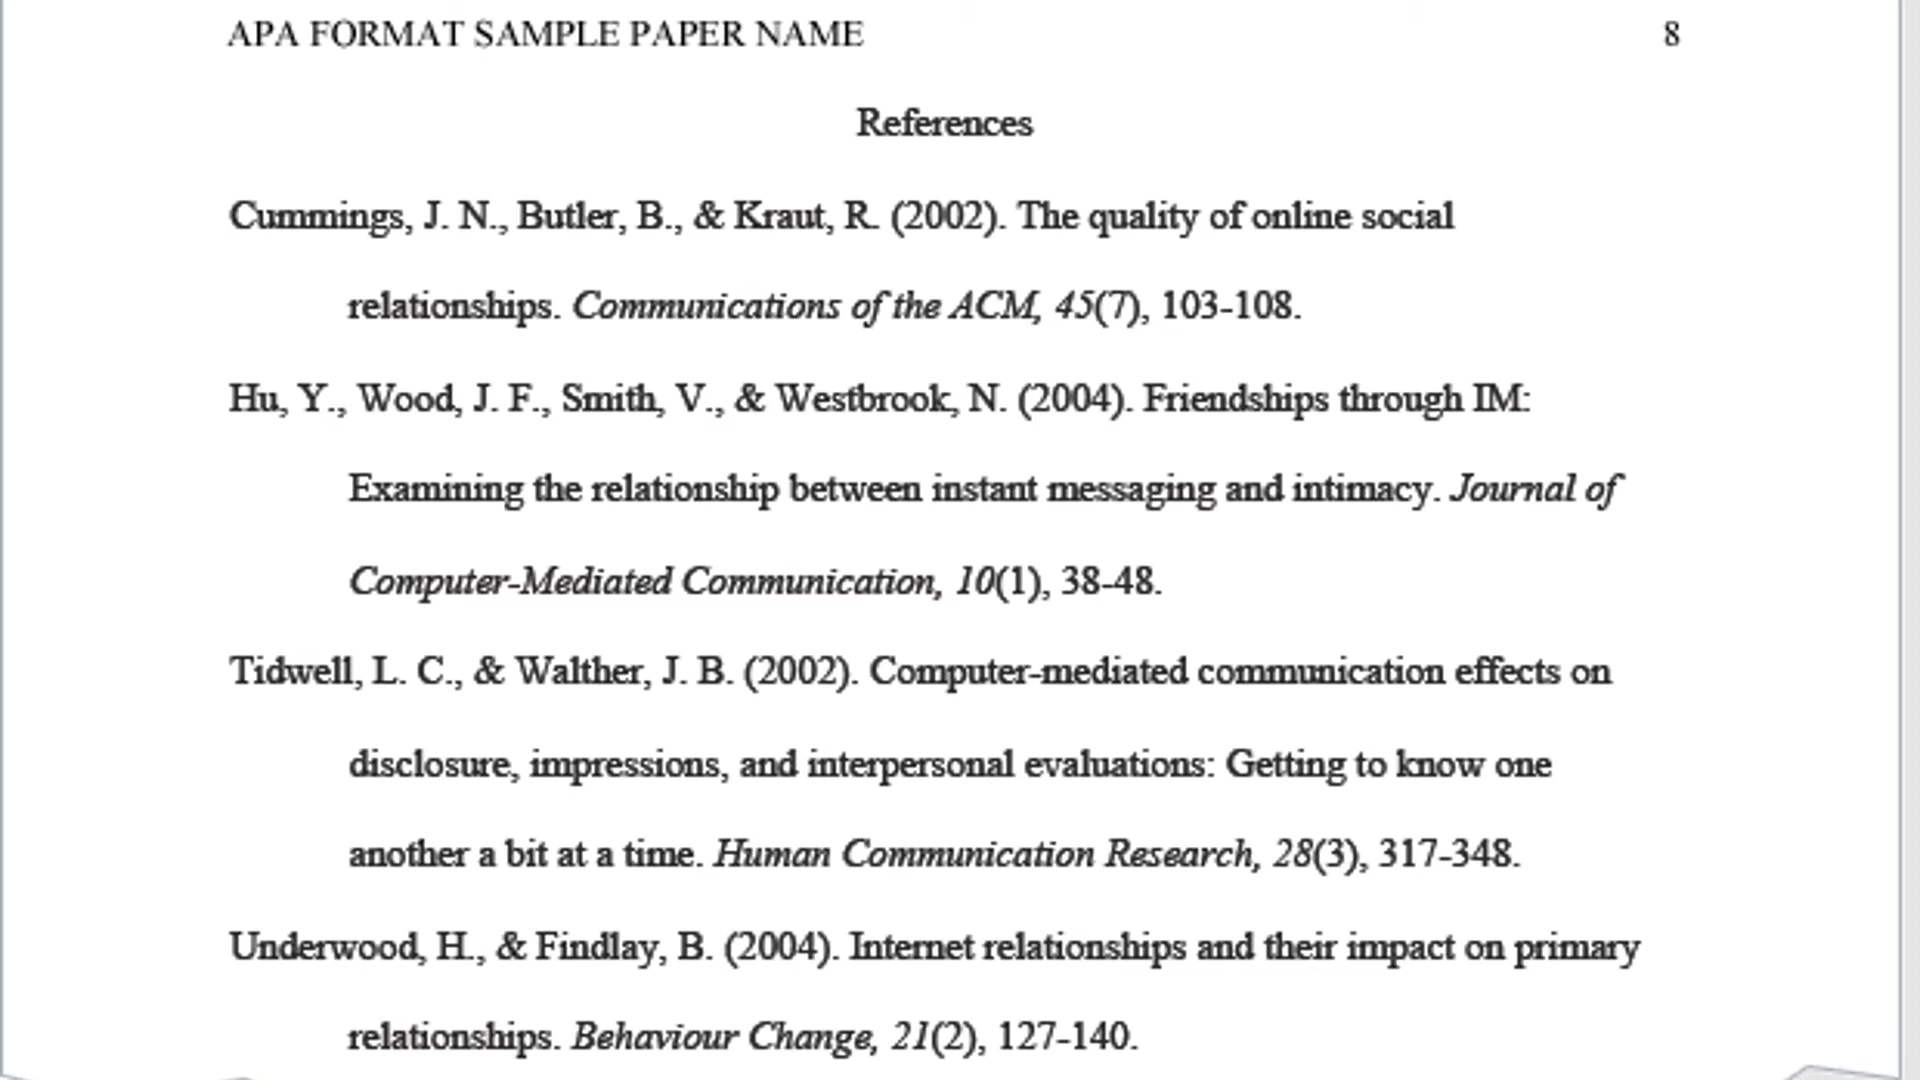 APA FORMAT SAMPLE PAPER NAME 8
References
Cummings, J. N., Butler, B., & Kraut, R. (2002). The quality of online social
relationships. Communications of the ACM, 45(7), 103-108.
Hu, Y., Wood, J. F., Smith, V., & Westbrook, N. (2004). Friendships through IM:
Examining the relationship between instant messaging and intimacy. Journal of
Computer-Mediated Communication, 10(1), 38-48.
Tidwell, L. C., & Walther, J. B. (2002). Computer-mediated communication effects on
disclosure, impressions, and interpersonal evaluations: Getting to know one
another a bit at a time. Human Communication Research, 28(3), 317-348.
Underwood, H., & Findlay, B. (2004). Internet relationships and their impact on primary
relationships. Behaviour Change, 21(2), 127-140.